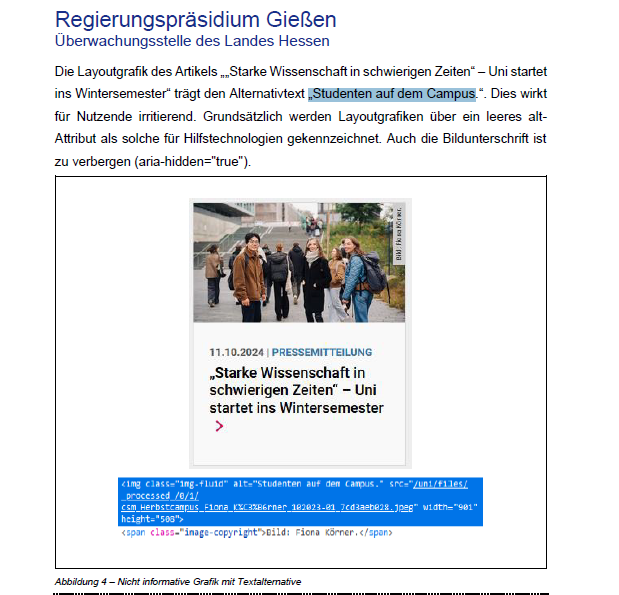 Regierungspräsidium Gießen
Überwachungsstelle des Landes Hessen
Die Layoutgrafik des Artikels „„Starke Wissenschaft in schwierigen Zeiten“ – Uni startet
ins Wintersemester“ trägt den Alternativtext „Studenten auf dem Campus.“. Dies wirkt
für Nutzende irritierend. Grundsätzlich werden Layoutgrafiken über ein leeres alt-
Attribut als solche für Hilfstechnologien gekennzeichnet. Auch die Bildunterschrift ist
zu verbergen (aria-hidden="true").
Bild: Fiona Körner.
11.10.2024 | PRESSEMITTEILUNG
„Starke Wissenschaft in
schwierigen Zeiten“ – Uni
startet ins Wintersemester
<img class="img-fluid" alt="Studenten auf dem Campus." src="/uni/files/
_processed_/0/1/
csm_Herbstcampus_Fiona_K%C3%B6rner_102023-01_7cd3aeb028.jpeg" width="901"
height="508">
<span class="image-copyright">Bild: Fiona Körner.</span>
Abbildung 4 – Nicht informative Grafik mit Textalternative